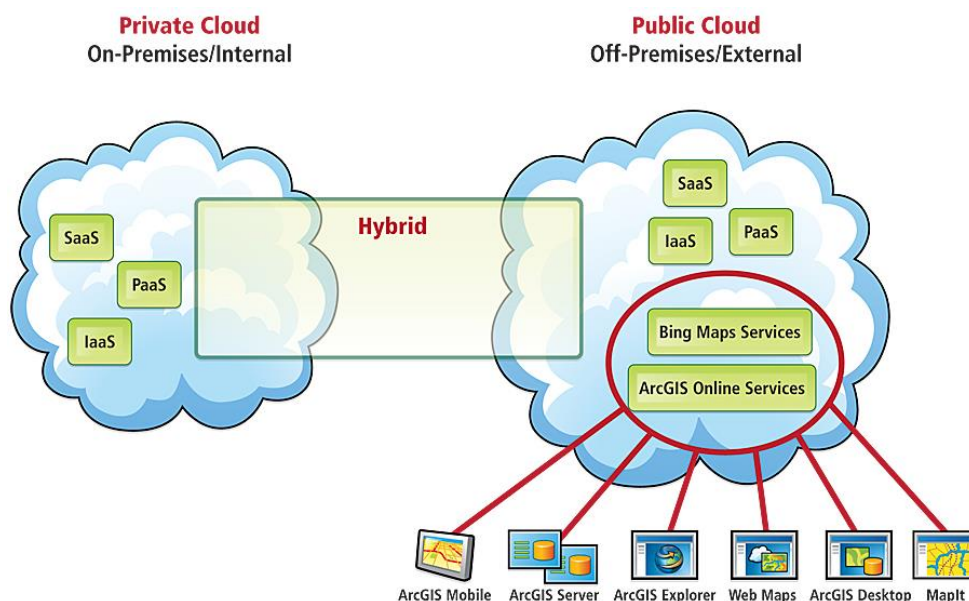 Private Cloud
On-Premises/Internal
Public Cloud
Off-Premises/External
SaaS
PaaS
IaaS
Hybrid
SaaS
PaaS
IaaS
Bing Maps Services
ArcGIS Online Services
ArcGIS Mobile
ArcGIS Server
ArcGIS Explorer
Web Maps
ArcGIS Desktop
MapIt